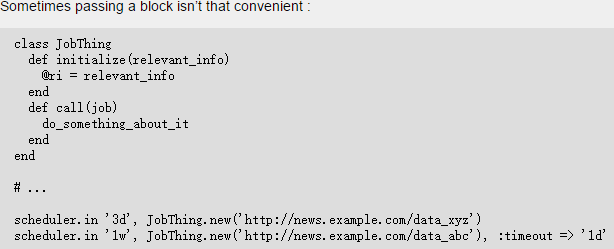 Sometimes passing a block isn't that convenient :
class JobThing
  def initialize(relevant_info)
    @ri = relevant_info
  end
  def call(job)
    do_something_about_it
  end
end
# ...
scheduler.in '3d', JobThing.new('http://news.example.com/data_xyz')
scheduler.in '1w', JobThing.new('http://news.example.com/data_abc'), :timeout => '1d'